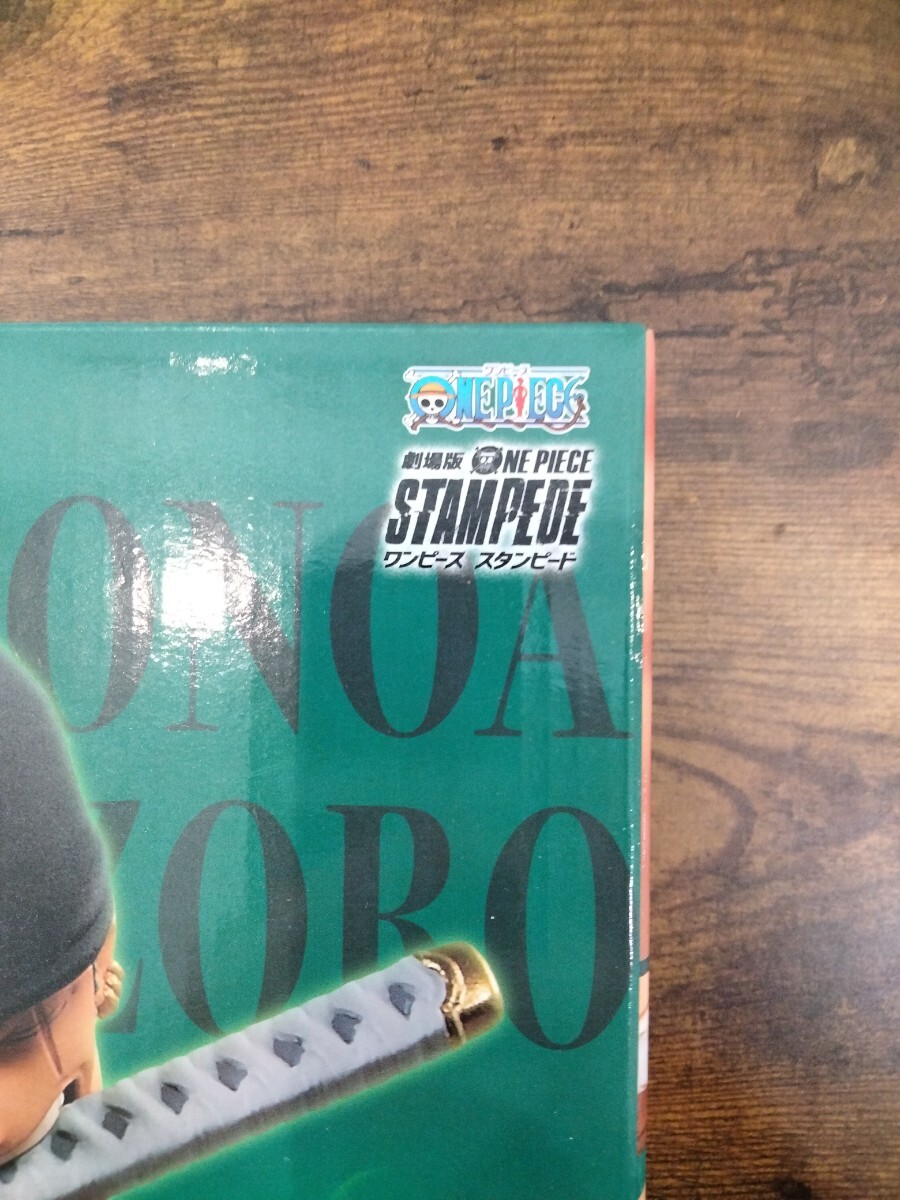 ワンピース
ONE PIECE
劇場版 ONE PIECE
STAMPEDE
ワンピース スタンピード
ONOA
ZORO